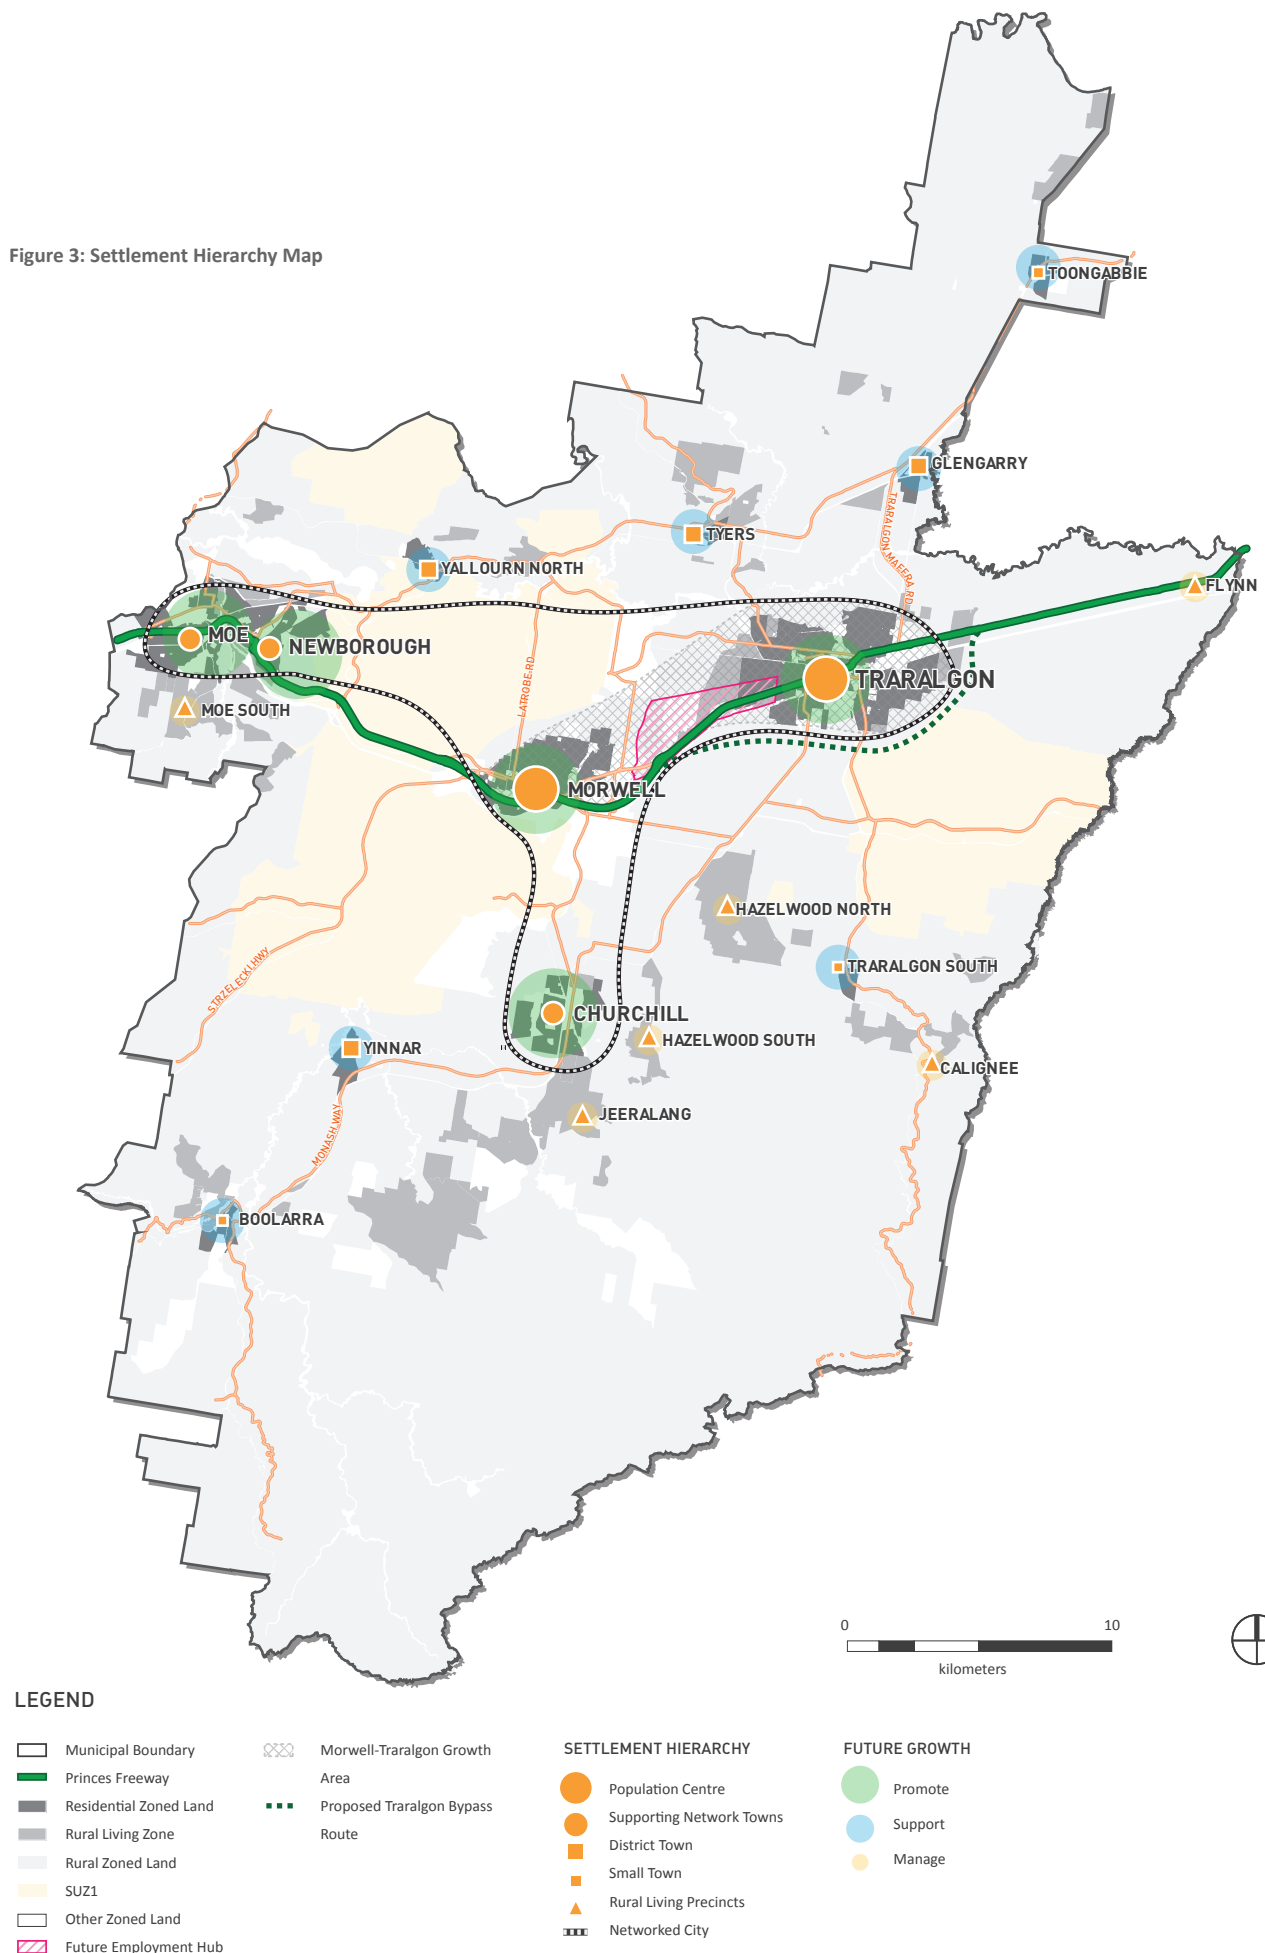 Figure 3: Settlement Hierarchy Map
TOONGABBIE
GLENGARRY
TRARALGON MAFFRA RD
TYERS
YALLOURN NORTH
FLYNN
MOE
NEWBOROUGH
LATROBE RD
TRARALGON
MOE SOUTH
MORWELL
HAZELWOOD NORTH
TRARALGON SOUTH
STRZELECKI HWY
CHURCHILL
HAZELWOOD SOUTH
YINNAR
CALIGNEE
JEERALANG
MONASH WAY
BOOLARRA
0 10
kilometers
LEGEND
Municipal Boundary
Princes Freeway
Residential Zoned Land
Rural Living Zone
Rural Zoned Land
SUZ1
Other Zoned Land
Future Employment Hub
Morwell-Traralgon Growth
Area
Proposed Traralgon Bypass
Route
SETTLEMENT HIERARCHY
Population Centre
Supporting Network Towns
District Town
Small Town
Rural Living Precincts
Networked City
FUTURE GROWTH
Promote
Support
Manage